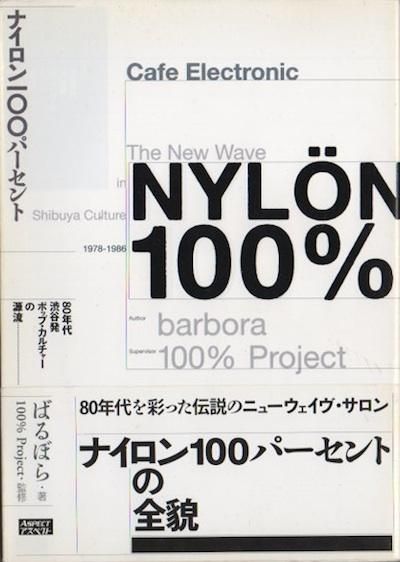 ナイロン一〇〇パーセント
80年代
渋谷発
ポップ・カルチャー
の
源流
ばるぼら・著
100% Project・監修
ASPECT
アスペクト
Cafe Electronic
The New Wave
in
Shibuya Culture
1978-1986
NYLÖN
100%
Author
barbora
Supervisor
100% Project
80年代を彩った伝説のニューウェイヴ・サロン
ナイロン100パーセント
の
全貌